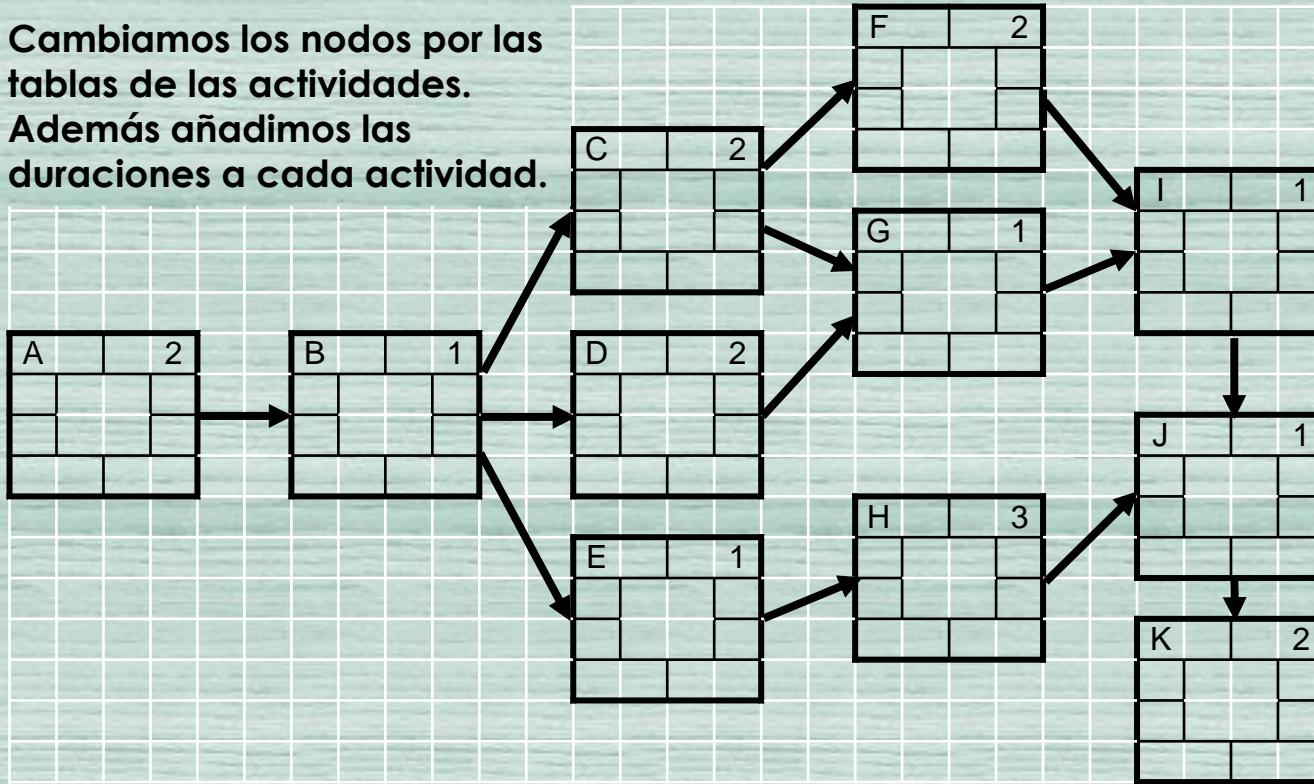 Cambiamos los nodos por las
tablas de las actividades.
Además añadimos las
duraciones a cada actividad.
F 2
C 2
I 1
G 1
A 2
B 1
D 2
J 1
H 3
E 1
K 2